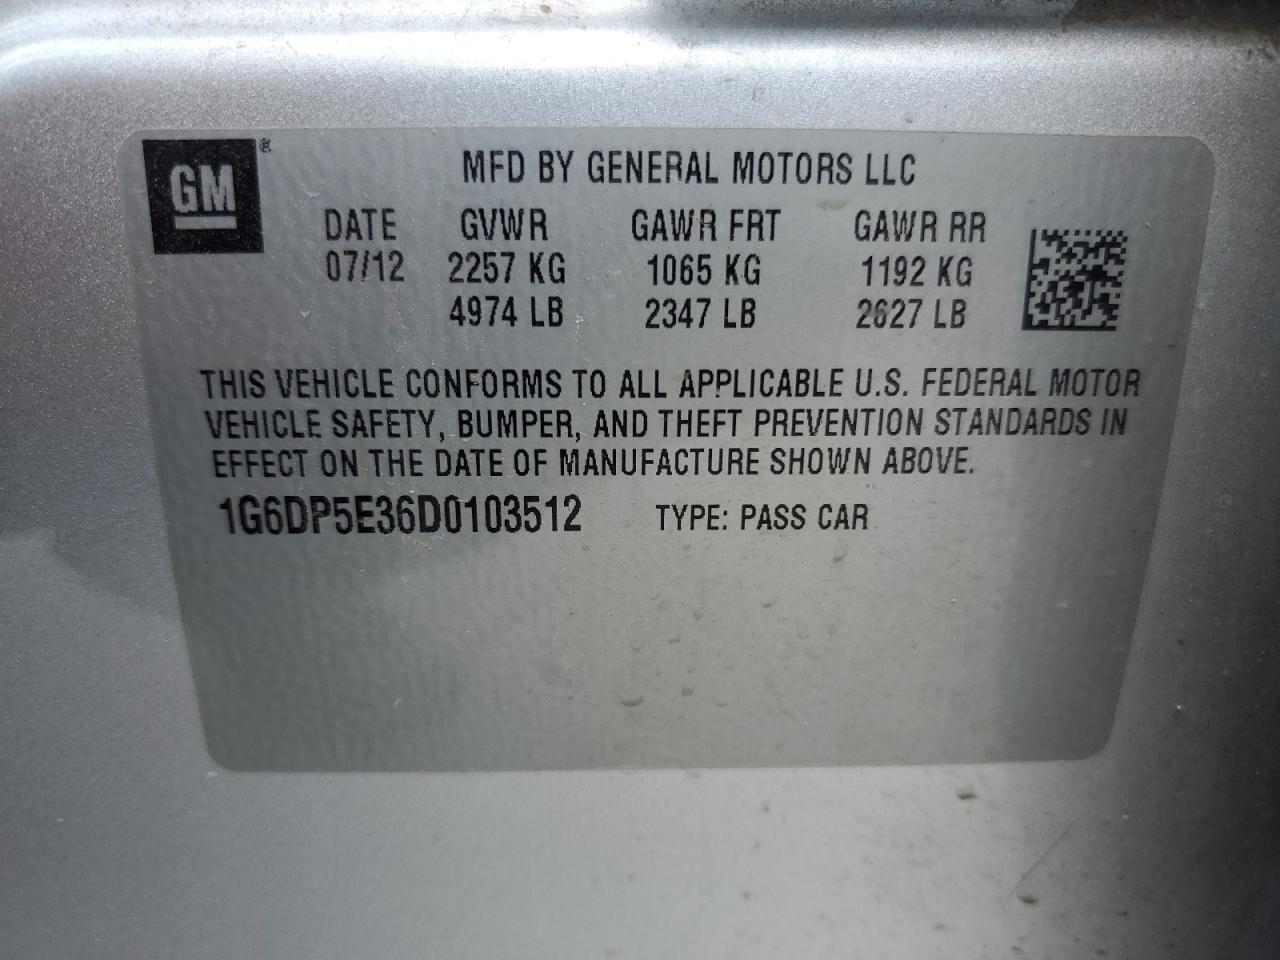 GM®
MFD BY GENERAL MOTORS LLC
DATE GVWR GAWR FRT GAWR RR
07/12 2257 KG 1065 KG 1192 KG
4974 LB 2347 LB 2627 LB
THIS VEHICLE CONFORMS TO ALL APPLICABLE U.S. FEDERAL MOTOR
VEHICLE SAFETY, BUMPER, AND THEFT PREVENTION STANDARDS IN
EFFECT ON THE DATE OF MANUFACTURE SHOWN ABOVE.
1G6DP5E36D0103512 TYPE: PASS CAR